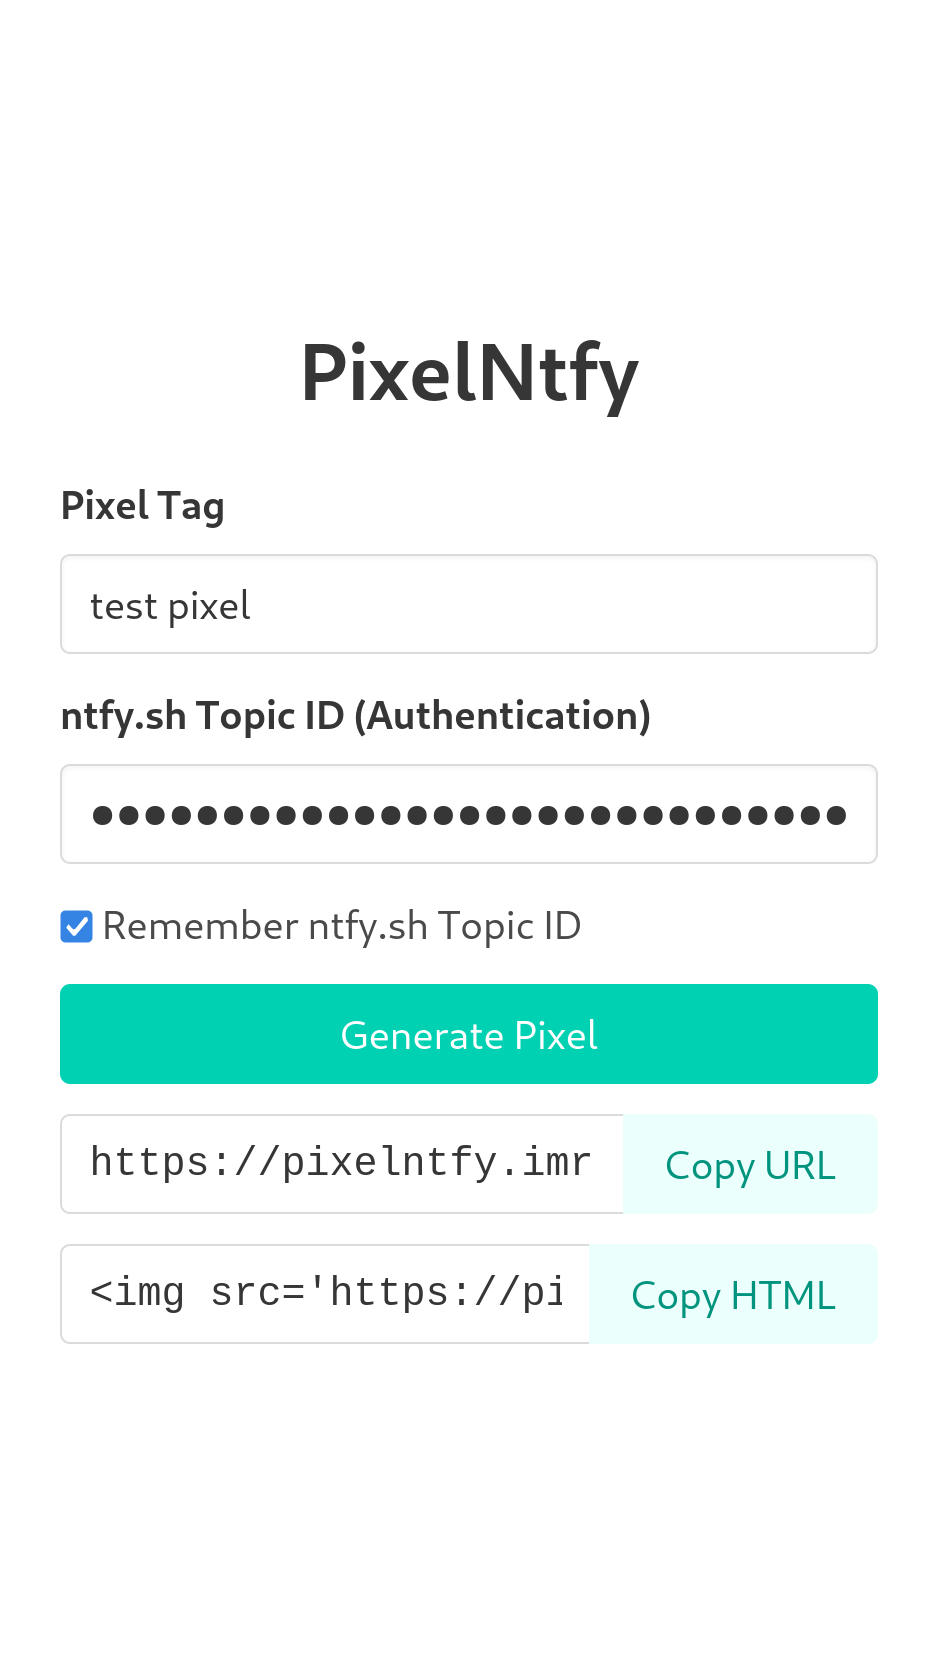 PixelNtfy
Pixel Tag
test pixel
ntfy.sh Topic ID (Authentication)
•••••••••••••••••••••••••••••
Remember ntfy.sh Topic ID
Generate Pixel
https://pixelntfy.imr
Copy URL
<img src='https://pi
Copy HTML